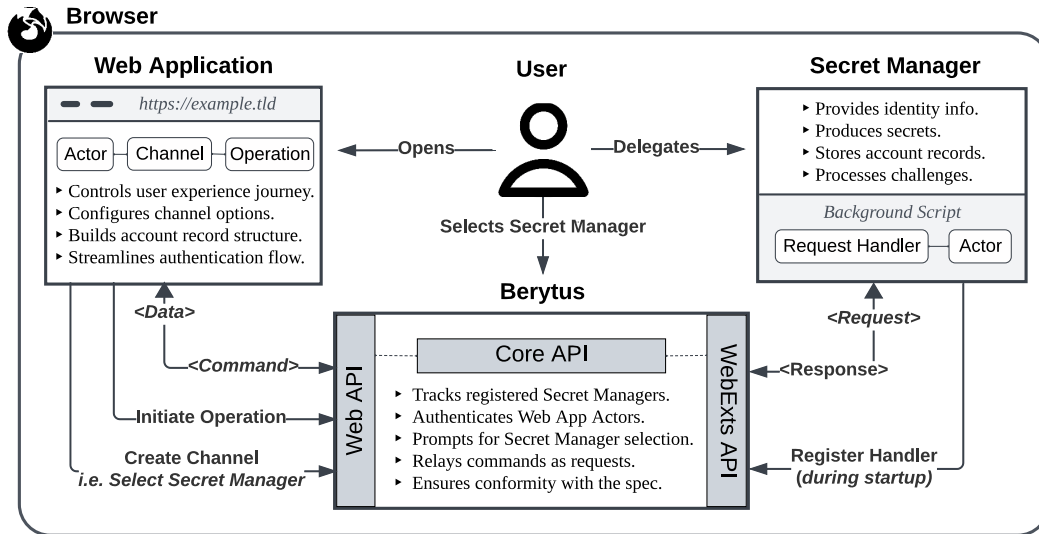 Browser
Web Application
https://example.tld
Actor
Channel
Operation
‣ Controls user experience journey.
‣ Configures channel options.
‣ Builds account record structure.
‣ Streamlines authentication flow.
User
Opens
Delegates
Selects Secret Manager
Secret Manager
‣ Provides identity info.
‣ Produces secrets.
‣ Stores account records.
‣ Processes challenges.
Background Script
Request Handler
Actor
Berytus
<Data>
<Command>
Initiate Operation
Create Channel
i.e. Select Secret Manager
Web API
Core API
‣ Tracks registered Secret Managers.
‣ Authenticates Web App Actors.
‣ Prompts for Secret Manager selection.
‣ Relays commands as requests.
‣ Ensures conformity with the spec.
WebExts API
<Request>
<Response>
Register Handler
(during startup)